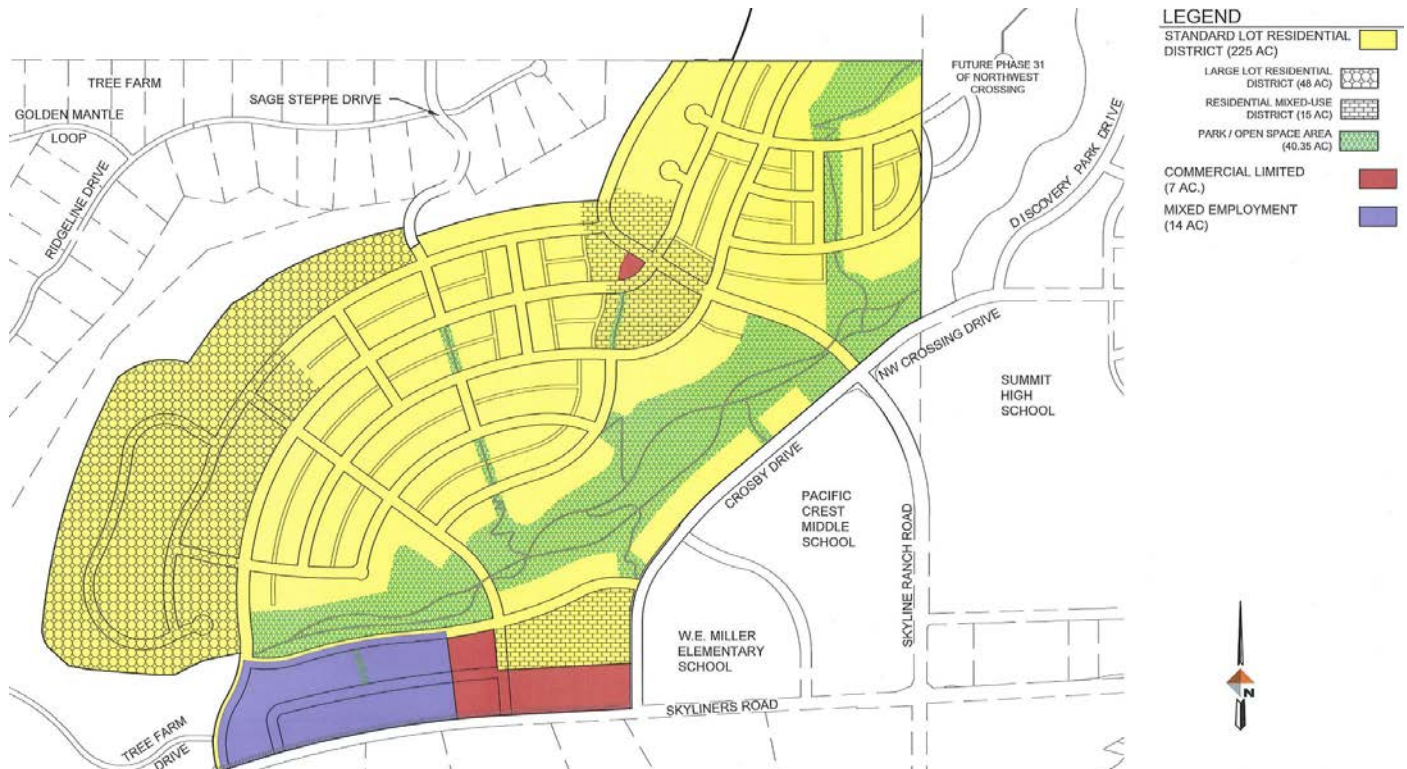 LEGEND
STANDARD LOT RESIDENTIAL
DISTRICT (225 AC)
LARGE LOT RESIDENTIAL
DISTRICT (48 AC)
RESIDENTIAL MIXED-USE
DISTRICT (15 AC)
PARK / OPEN SPACE AREA
(40.35 AC)
COMMERCIAL LIMITED
(7 AC.)
MIXED EMPLOYMENT
(14 AC)
TREE FARM
SAGE STEPPE DRIVE
GOLDEN MANTLE
LOOP
RIDGELINE DRIVE
FUTURE PHASE 31
OF NORTHWEST
CROSSING
DISCOVERY PARK DRIVE
NW CROSSING DRIVE
SUMMIT
HIGH
SCHOOL
CROSBY DRIVE
PACIFIC
CREST
MIDDLE
SCHOOL
SKYLINE RANCH ROAD
W.E. MILLER
ELEMENTARY
SCHOOL
SKYLINERS ROAD
TREE FARM
DRIVE
N